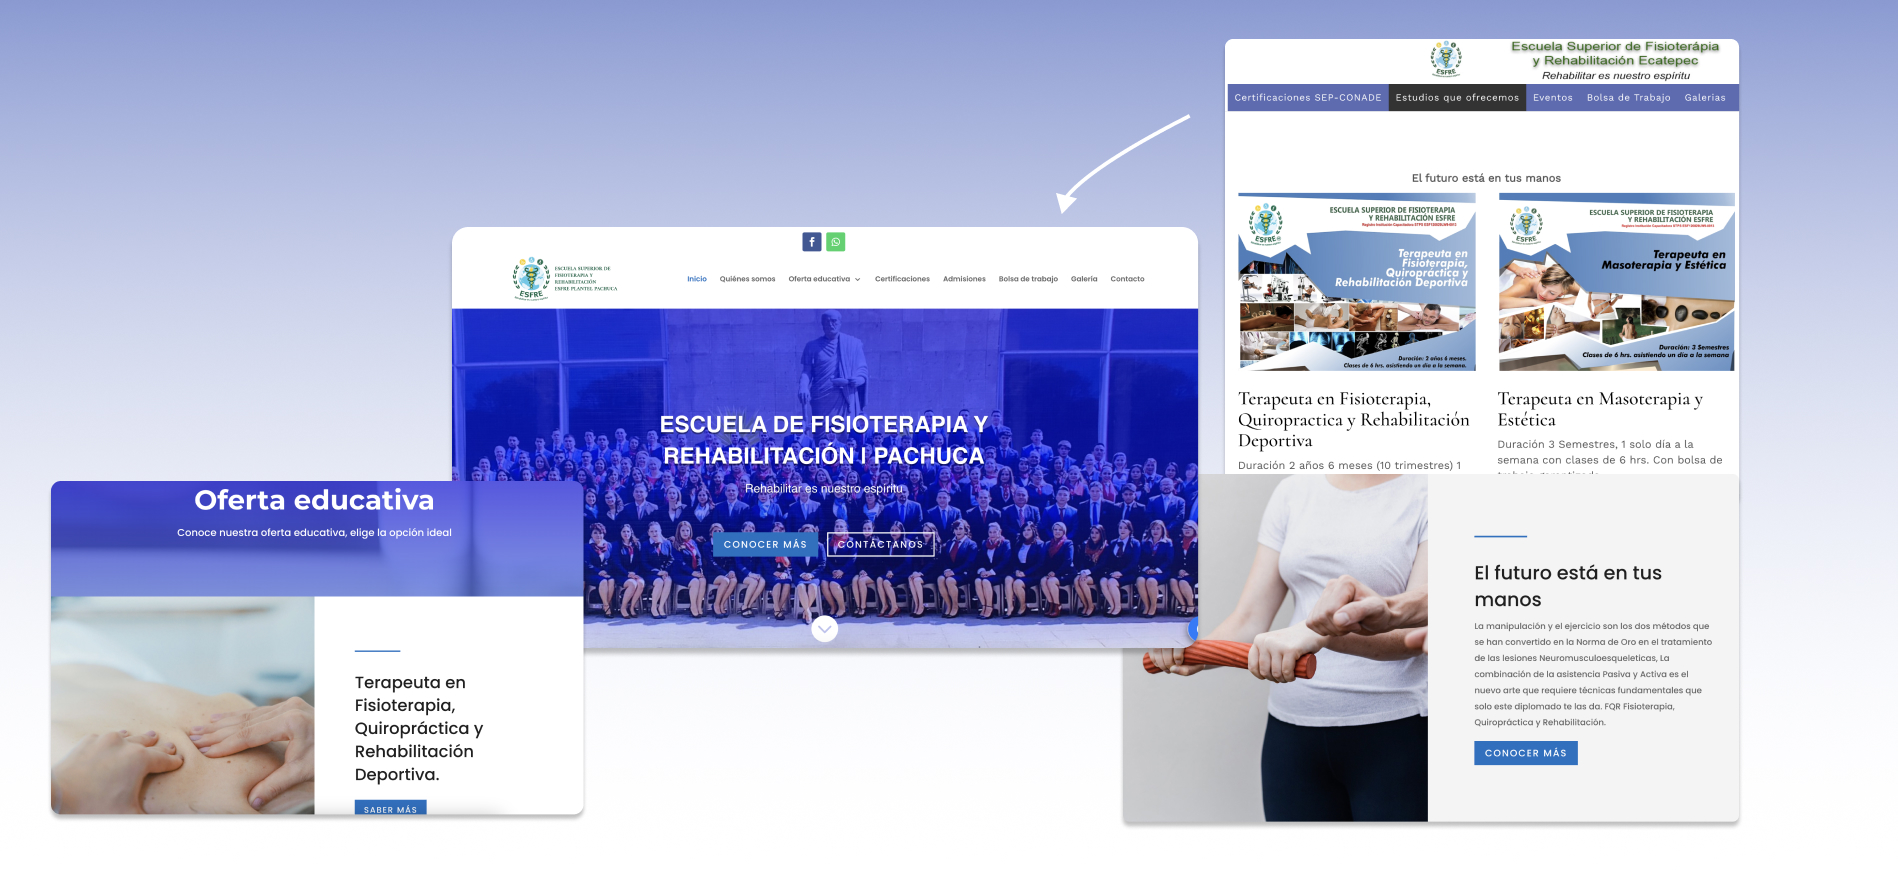 ESFRE
Escuela Superior de Fisioterápia
y Rehabilitación Ecatepec
Rehabilitar es nuestro espíritu
Certificaciones SEP-CONADE Estudios que ofrecemos Eventos Bolsa de Trabajo Galerias
El futuro está en tus manos
ESFRE
ESCUELA SUPERIOR DE FISIOTERAPIA
Y REHABILITACIÓN ESFRE
Terapeuta en
Fisioterapia,
Quiropráctica y
Rehabilitación Deportiva
Duración: 2 años 6 meses.
Clases de 6 hrs. asistiendo un día a la semana.
ESFRE
ESCUELA SUPERIOR DE FISIOTERAPIA
Y REHABILITACIÓN ESFRE
Terapeuta en
Masoterapia y Estética
Duración: 3 Semestres
Clases de 6 hrs. asistiendo un día a la semana
Terapeuta en Fisioterapia,
Quiropractica y Rehabilitación
Deportiva
Duración 2 años 6 meses (10 trimestres) 1
Terapeuta en Masoterapia y
Estética
Duración 3 Semestres, 1 solo día a la
semana con clases de 6 hrs. Con bolsa de
ESFRE
ESCUELA SUPERIOR DE
FISIOTERAPIA Y
REHABILITACIÓN
ESFRE PLANTEL PACHUCA
Inicio Quiénes somos Oferta educativa Certificaciones Admisiones Bolsa de trabajo Galería Contacto
ESCUELA DE FISIOTERAPIA Y
REHABILITACIÓN | PACHUCA
Rehabilitar es nuestro espíritu
CONOCER MÁS CONTÁCTANOS
Oferta educativa
Conoce nuestra oferta educativa, elige la opción ideal
Terapeuta en
Fisioterapia,
Quiropráctica y
Rehabilitación
Deportiva.
SABER MÁS
El futuro está en tus
manos
La manipulación y el ejercicio son los dos métodos que
se han convertido en la Norma de Oro en el tratamiento
de las lesiones Neuromusculoesqueleticas, La
combinación de la asistencia Pasiva y Activa es el
nuevo arte que requiere técnicas fundamentales que
solo este diplomado te las da. FQR Fisioterapia,
Quiropráctica y Rehabilitación.
CONOCER MÁS